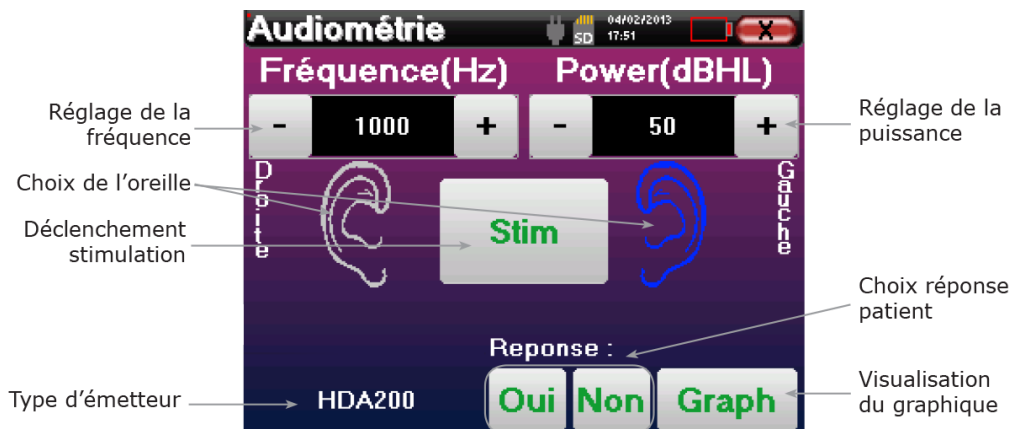 Audiométrie
SD
04/02/2013
17:51
X
Fréquence(Hz)
Power(dBHL)
- 1000 +
- 50 +
Réglage de la
fréquence
Réglage de la
puissance
Choix de l'oreille
Droite
Gauche
Déclenchement
stimulation
Stim
Choix réponse
patient
Reponse :
Type d'émetteur
HDA200
Oui
Non
Graph
Visualisation
du graphique